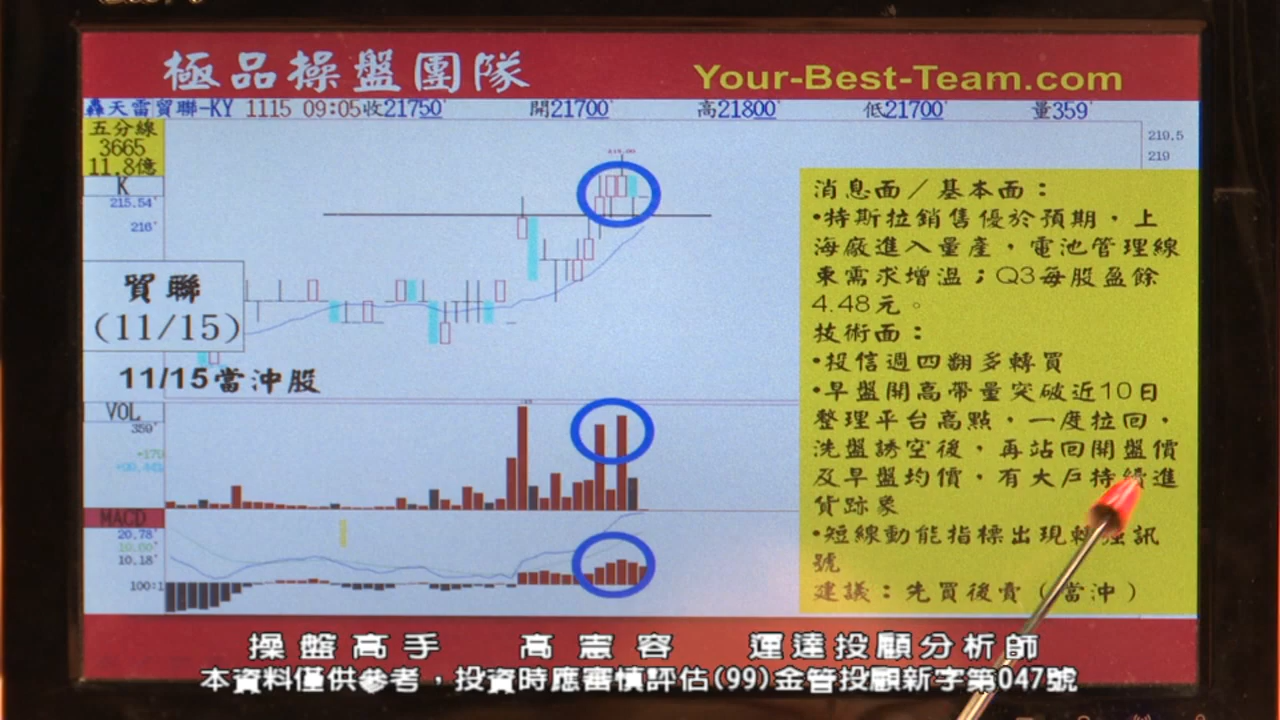 極品操盤團隊
Your-Best-Team.com
轟天雷貿聯-KY 1115 09:05收21750 開21700 高21800 低21700 量359
五分線
3665
11.8億
K
215.54
216
219.5
219
貿聯
(11/15)
11/15當沖股
VOL
359
MACD
20.78
10.18
100:1
消息面／基本面：
•特斯拉銷售優於預期，上
海廠進入量產，電池管理線
束需求增溫；Q3每股盈餘
4.48元。
技術面：
•投信週四翻多轉買
•早盤開高帶量突破近10日
整理平台高點，一度拉回，
洗盤誘空後，再站回開盤價
及早盤均價，有大戶持續進
貨跡象
•短線動能指標出現轉強訊
號
建議：先買後賣（當沖）
操盤高手 高憲容 運達投顧分析師
本資料僅供參考，投資時應審慎評估(99)金管投顧新字第047號